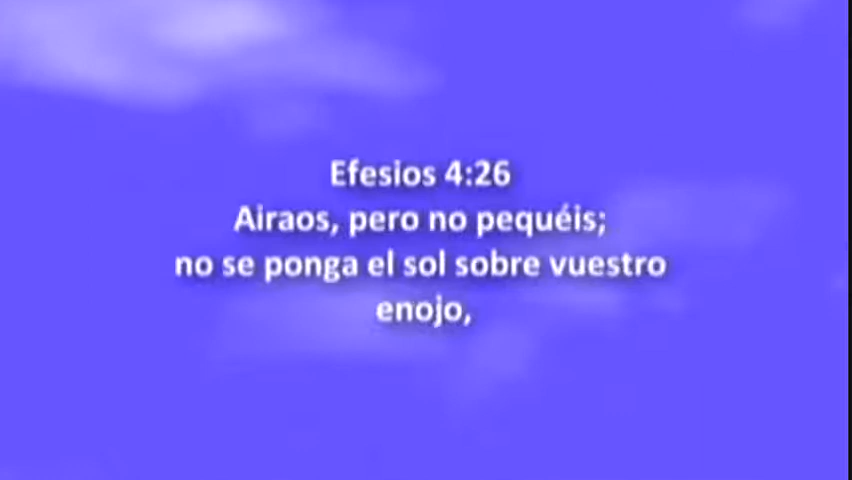 Efesios 4:26
Airaos, pero no pequéis;
no se ponga el sol sobre vuestro
enojo,